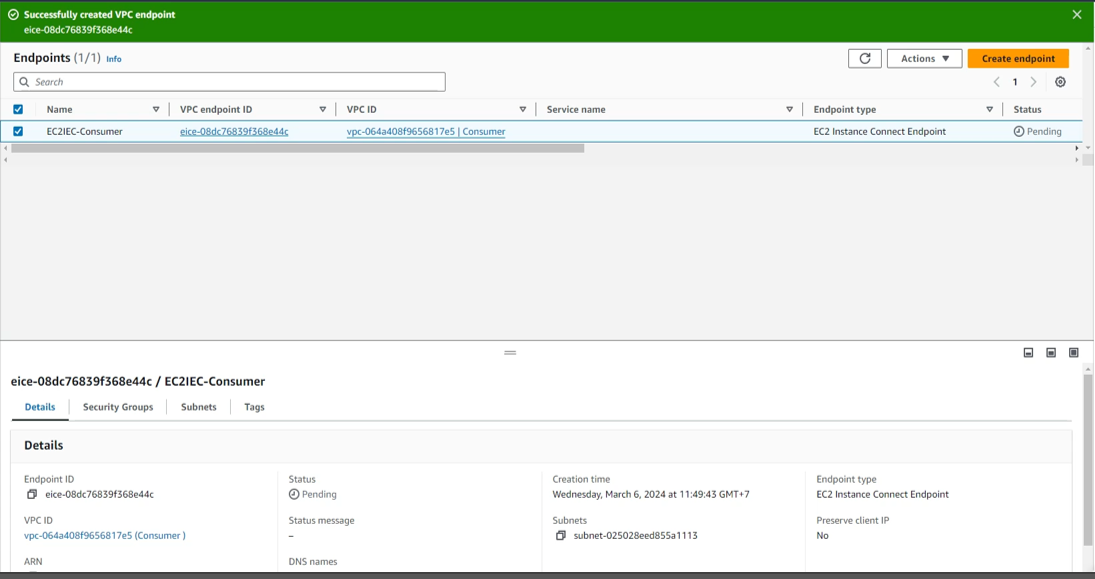 Successfully created VPC endpoint
eice-08dc76839f368e44c
Endpoints (1/1) Info
Actions Create endpoint
Search
1
Name VPC endpoint ID VPC ID Service name Endpoint type Status
EC2IEC-Consumer eice-08dc76839f368e44c vpc-064a408f9656817e5 | Consumer EC2 Instance Connect Endpoint Pending
eice-08dc76839f368e44c / EC2IEC-Consumer
Details Security Groups Subnets Tags
Details
Endpoint ID Status Creation time Endpoint type
eice-08dc76839f368e44c Pending Wednesday, March 6, 2024 at 11:49:43 GMT+7 EC2 Instance Connect Endpoint
VPC ID Status message Subnets Preserve client IP
vpc-064a408f9656817e5 (Consumer ) – subnet-025028eed855a1113 No
ARN DNS names